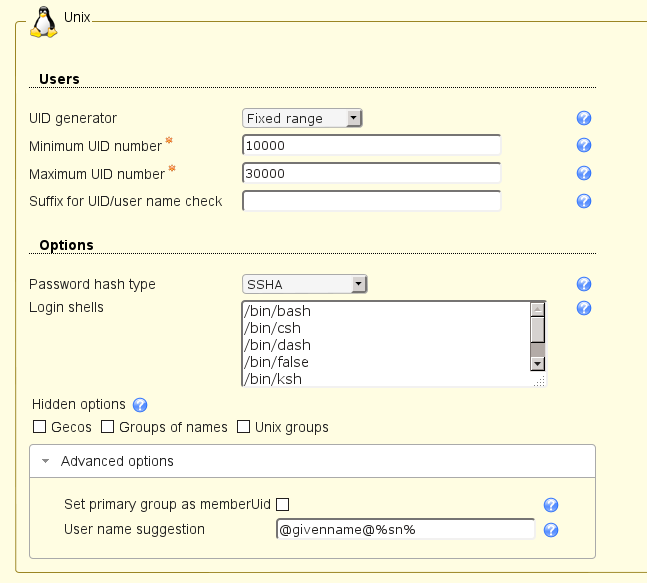 Unix
Users
UID generator Fixed range
Minimum UID number * 10000
Maximum UID number * 30000
Suffix for UID/user name check
Options
Password hash type SSHA
Login shells /bin/bash
/bin/csh
/bin/dash
/bin/false
/bin/ksh
Hidden options
Gecos Groups of names Unix groups
Advanced options
Set primary group as memberUid
User name suggestion @givenname@%sn%